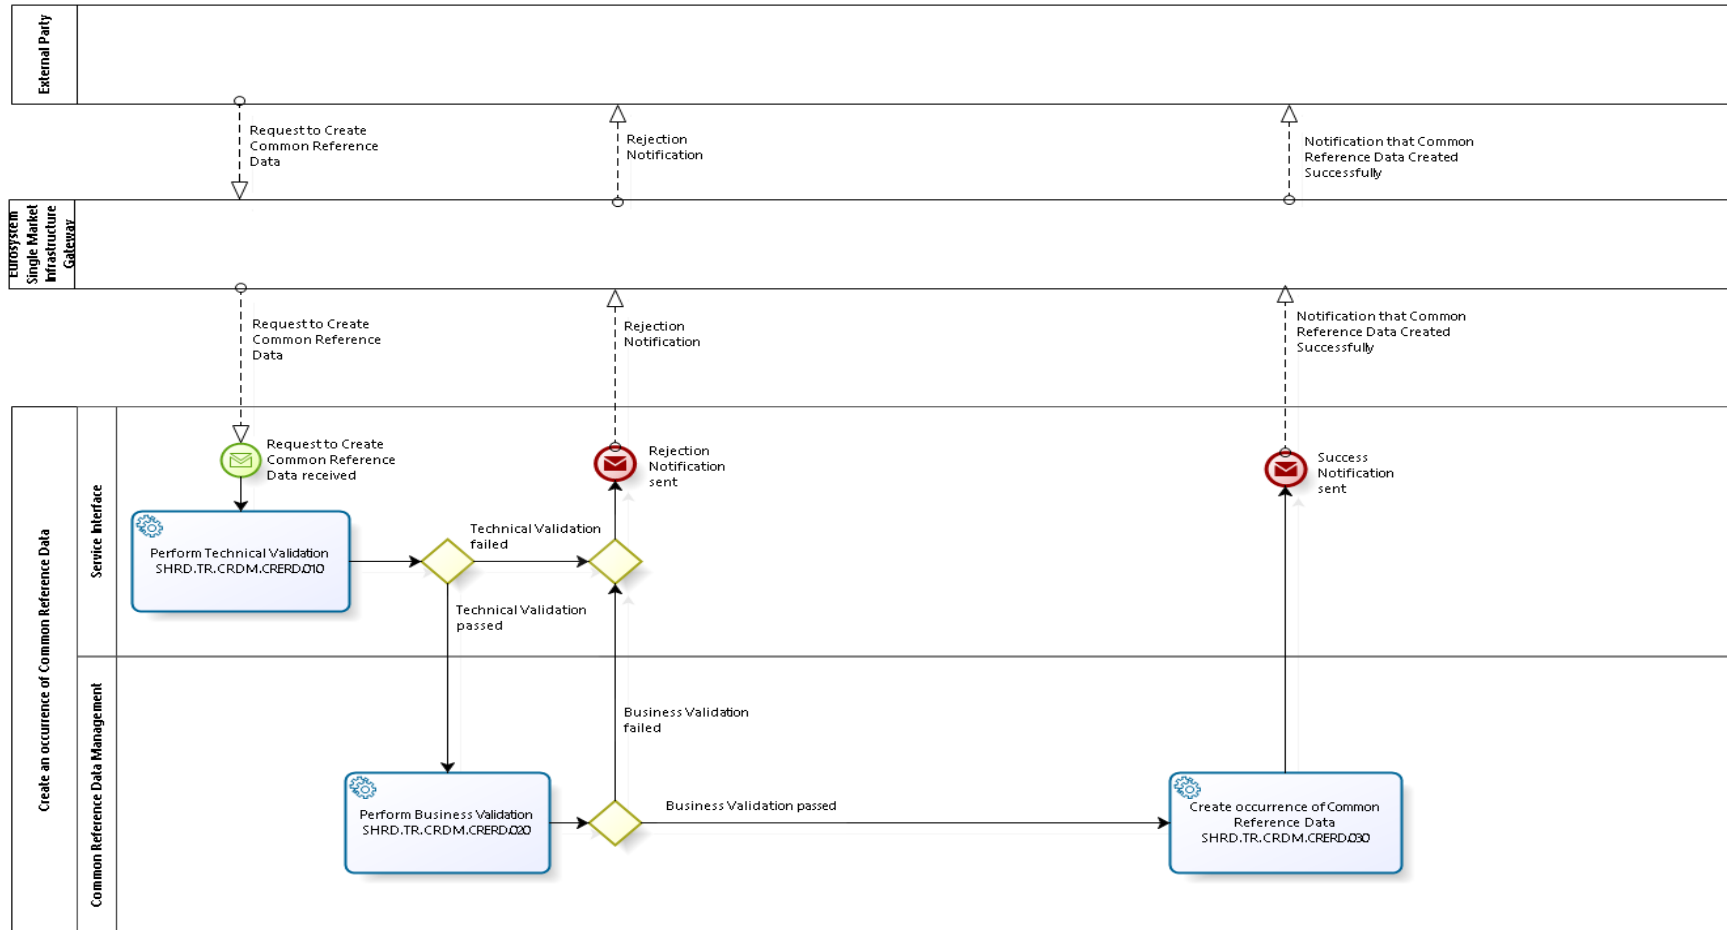 External Party
Request to Create
Common Reference
Data
Rejection
Notification
Notification that Common
Reference Data Created
Successfully
Eurosystem
Single Market
Infrastructure
Gateway
Request to Create
Common Reference
Data
Rejection
Notification
Notification that Common
Reference Data Created
Successfully
Create an occurrence of Common Reference Data
Service Interface
Request to Create
Common Reference
Data received
Rejection
Notification
sent
Success
Notification
sent
Perform Technical Validation
SHRD.TR.CRDM.CRERD.010
Technical Validation
failed
Technical Validation
passed
Common Reference Data Management
Business Validation
failed
Perform Business Validation
SHRD.TR.CRDM.CRERD.020
Business Validation passed
Create occurrence of Common
Reference Data
SHRD.TR.CRDM.CRERD.030